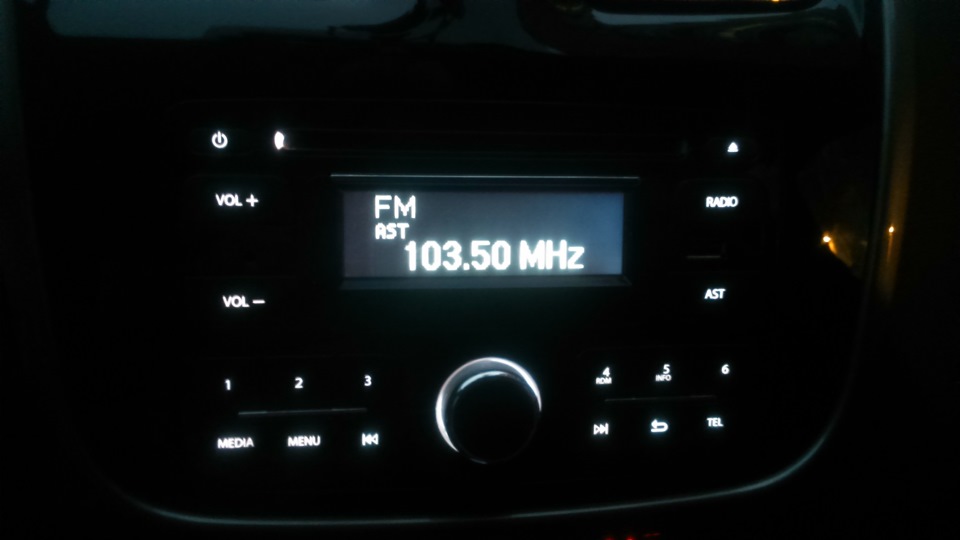 VOL +
RADIO
FM
AST
103.50 MHz
VOL −
AST
1 2 3
4 5 6
RDM INFO
MEDIA MENU
TEL